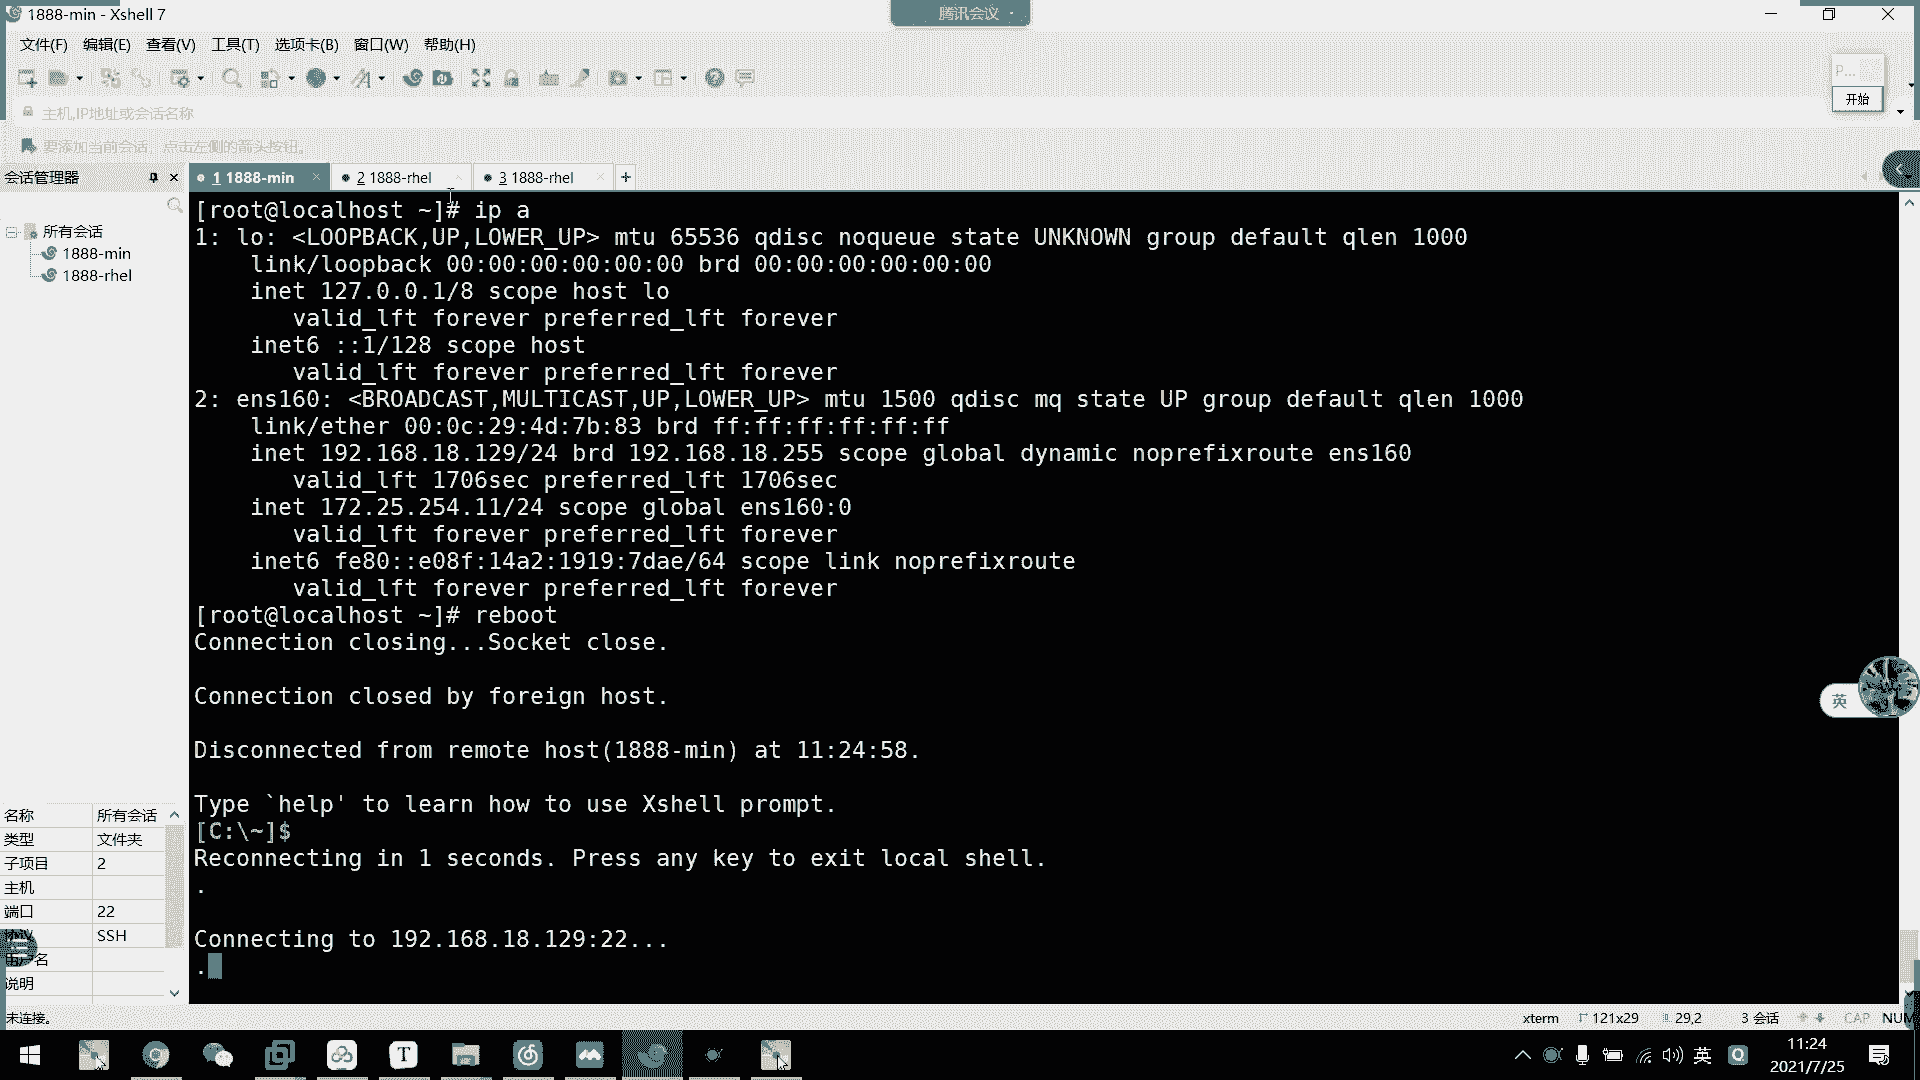 1888-min - Xshell 7
腾讯会议
文件(F) 编辑(E) 查看(V) 工具(T) 选项卡(B) 窗口(W) 帮助(H)
P...
开始
主机,IP地址或会话名称
要添加当前会话，点击左侧的箭头按钮。
会话管理器
1 1888-min
2 1888-rhel
3 1888-rhel
所有会话
1888-min
1888-rhel
[root@localhost ~]# ip a
1: lo: <LOOPBACK,UP,LOWER_UP> mtu 65536 qdisc noqueue state UNKNOWN group default qlen 1000
    link/loopback 00:00:00:00:00:00 brd 00:00:00:00:00:00
    inet 127.0.0.1/8 scope host lo
       valid_lft forever preferred_lft forever
    inet6 ::1/128 scope host
       valid_lft forever preferred_lft forever
2: ens160: <BROADCAST,MULTICAST,UP,LOWER_UP> mtu 1500 qdisc mq state UP group default qlen 1000
    link/ether 00:0c:29:4d:7b:83 brd ff:ff:ff:ff:ff:ff
    inet 192.168.18.129/24 brd 192.168.18.255 scope global dynamic noprefixroute ens160
       valid_lft 1706sec preferred_lft 1706sec
    inet 172.25.254.11/24 scope global ens160:0
       valid_lft forever preferred_lft forever
    inet6 fe80::e08f:14a2:1919:7dae/64 scope link noprefixroute
       valid_lft forever preferred_lft forever
[root@localhost ~]# reboot
Connection closing...Socket close.
Connection closed by foreign host.
Disconnected from remote host(1888-min) at 11:24:58.
Type `help' to learn how to use Xshell prompt.
[C:\~]$
Reconnecting in 1 seconds. Press any key to exit local shell.
.
Connecting to 192.168.18.129:22...
.
英
名称 所有会话
类型 文件夹
子项目 2
主机
端口 22
协议 SSH
用户名
说明
未连接。
xterm 121x29 29,2 3 会话 CAP NUM
英
11:24
2021/7/25